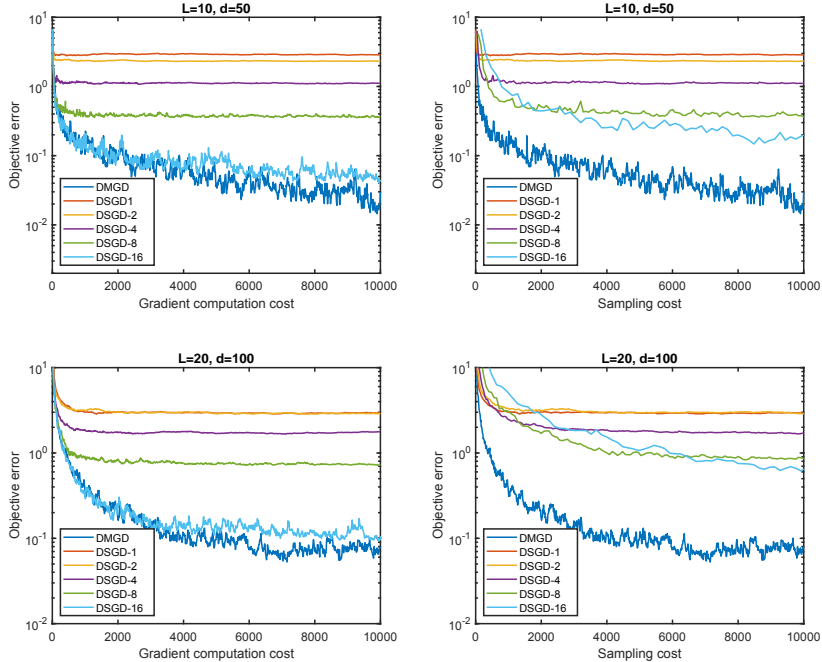 L=10, d=50
10^1
10^0
10^-1
10^-2
Objective error
DMGD
DSGD1
DSGD-2
DSGD-4
DSGD-8
DSGD-16
0 2000 4000 6000 8000 10000
Gradient computation cost
L=10, d=50
10^1
10^0
10^-1
10^-2
Objective error
DMGD
DSGD-1
DSGD-2
DSGD-4
DSGD-8
DSGD-16
0 2000 4000 6000 8000 10000
Sampling cost
L=20, d=100
10^1
10^0
10^-1
10^-2
Objective error
DMGD
DSGD-1
DSGD-2
DSGD-4
DSGD-8
DSGD-16
0 2000 4000 6000 8000 10000
Gradient computation cost
L=20, d=100
10^1
10^0
10^-1
10^-2
Objective error
DMGD
DSGD-1
DSGD-2
DSGD-4
DSGD-8
DSGD-16
0 2000 4000 6000 8000 10000
Sampling cost